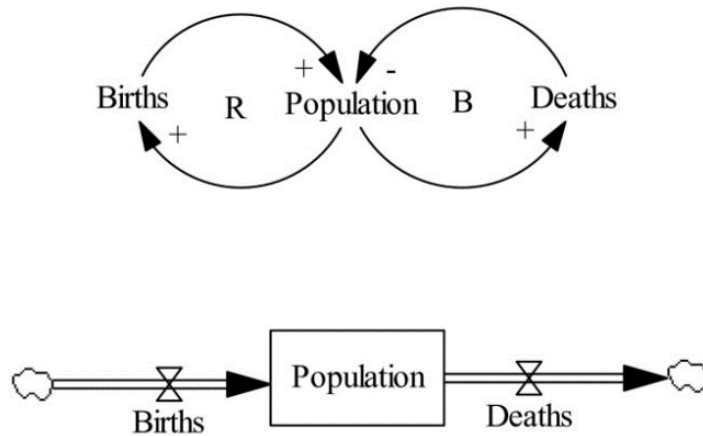 + -
Births R Population B Deaths
+ +
Population
Births Deaths